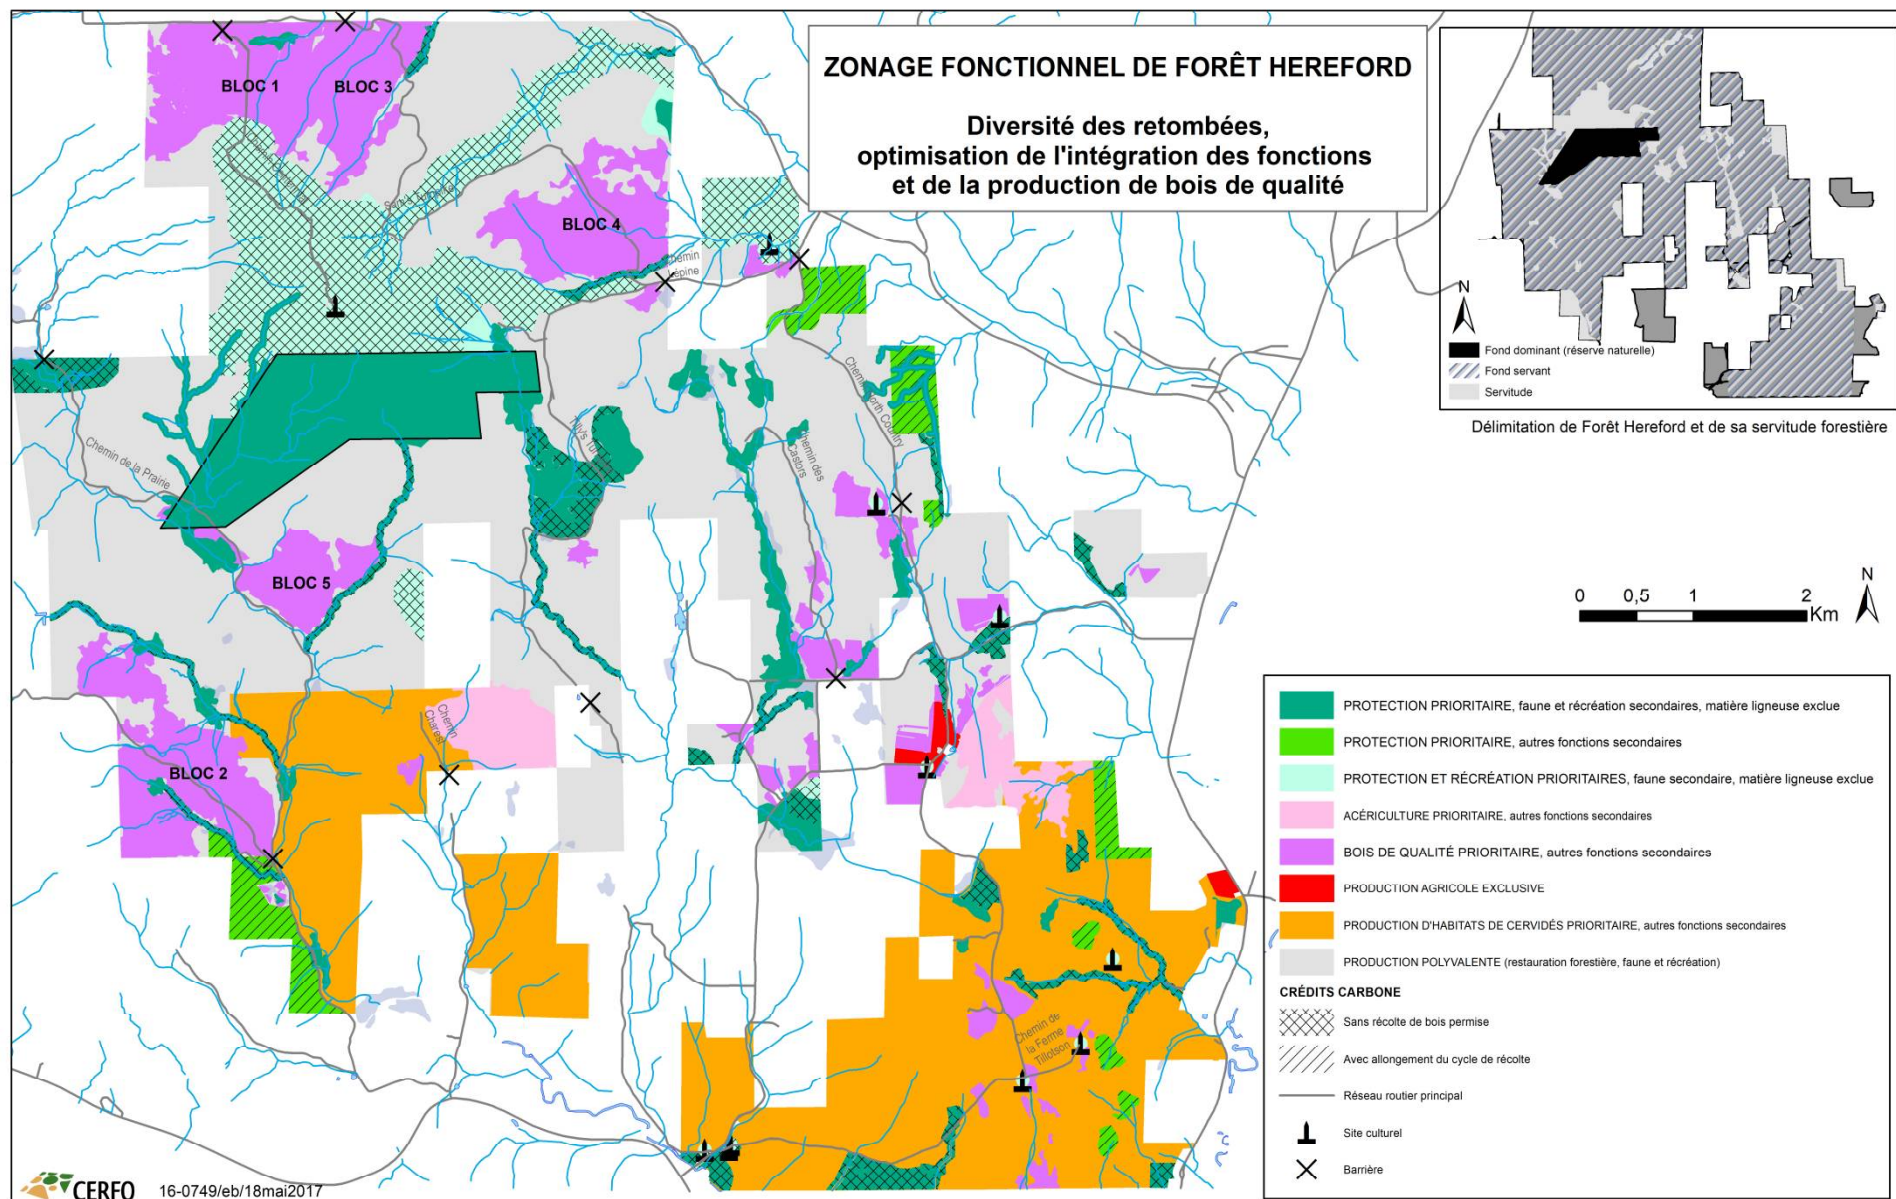 ZONAGE FONCTIONNEL DE FORÊT HEREFORD
Diversité des retombées,
optimisation de l'intégration des fonctions
et de la production de bois de qualité
BLOC 1
BLOC 3
BLOC 4
BLOC 5
BLOC 2
Chemin
Lépine
Chemin North Country
Chemin des
Castors
Chemin de la Prairie
Chemin
Charest
Chemin de
la Ferme
Tillotson
N
Fond dominant (réserve naturelle)
Fond servant
Servitude
Délimitation de Forêt Hereford et de sa servitude forestière
0 0,5 1 2
Km
N
PROTECTION PRIORITAIRE, faune et récréation secondaires, matière ligneuse exclue
PROTECTION PRIORITAIRE, autres fonctions secondaires
PROTECTION ET RÉCRÉATION PRIORITAIRES, faune secondaire, matière ligneuse exclue
ACÉRICULTURE PRIORITAIRE, autres fonctions secondaires
BOIS DE QUALITÉ PRIORITAIRE, autres fonctions secondaires
PRODUCTION AGRICOLE EXCLUSIVE
PRODUCTION D'HABITATS DE CERVIDÉS PRIORITAIRE, autres fonctions secondaires
PRODUCTION POLYVALENTE (restauration forestière, faune et récréation)
CRÉDITS CARBONE
Sans récolte de bois permise
Avec allongement du cycle de récolte
Réseau routier principal
Site culturel
Barrière
CERFO
16-0749/eb/18mai2017